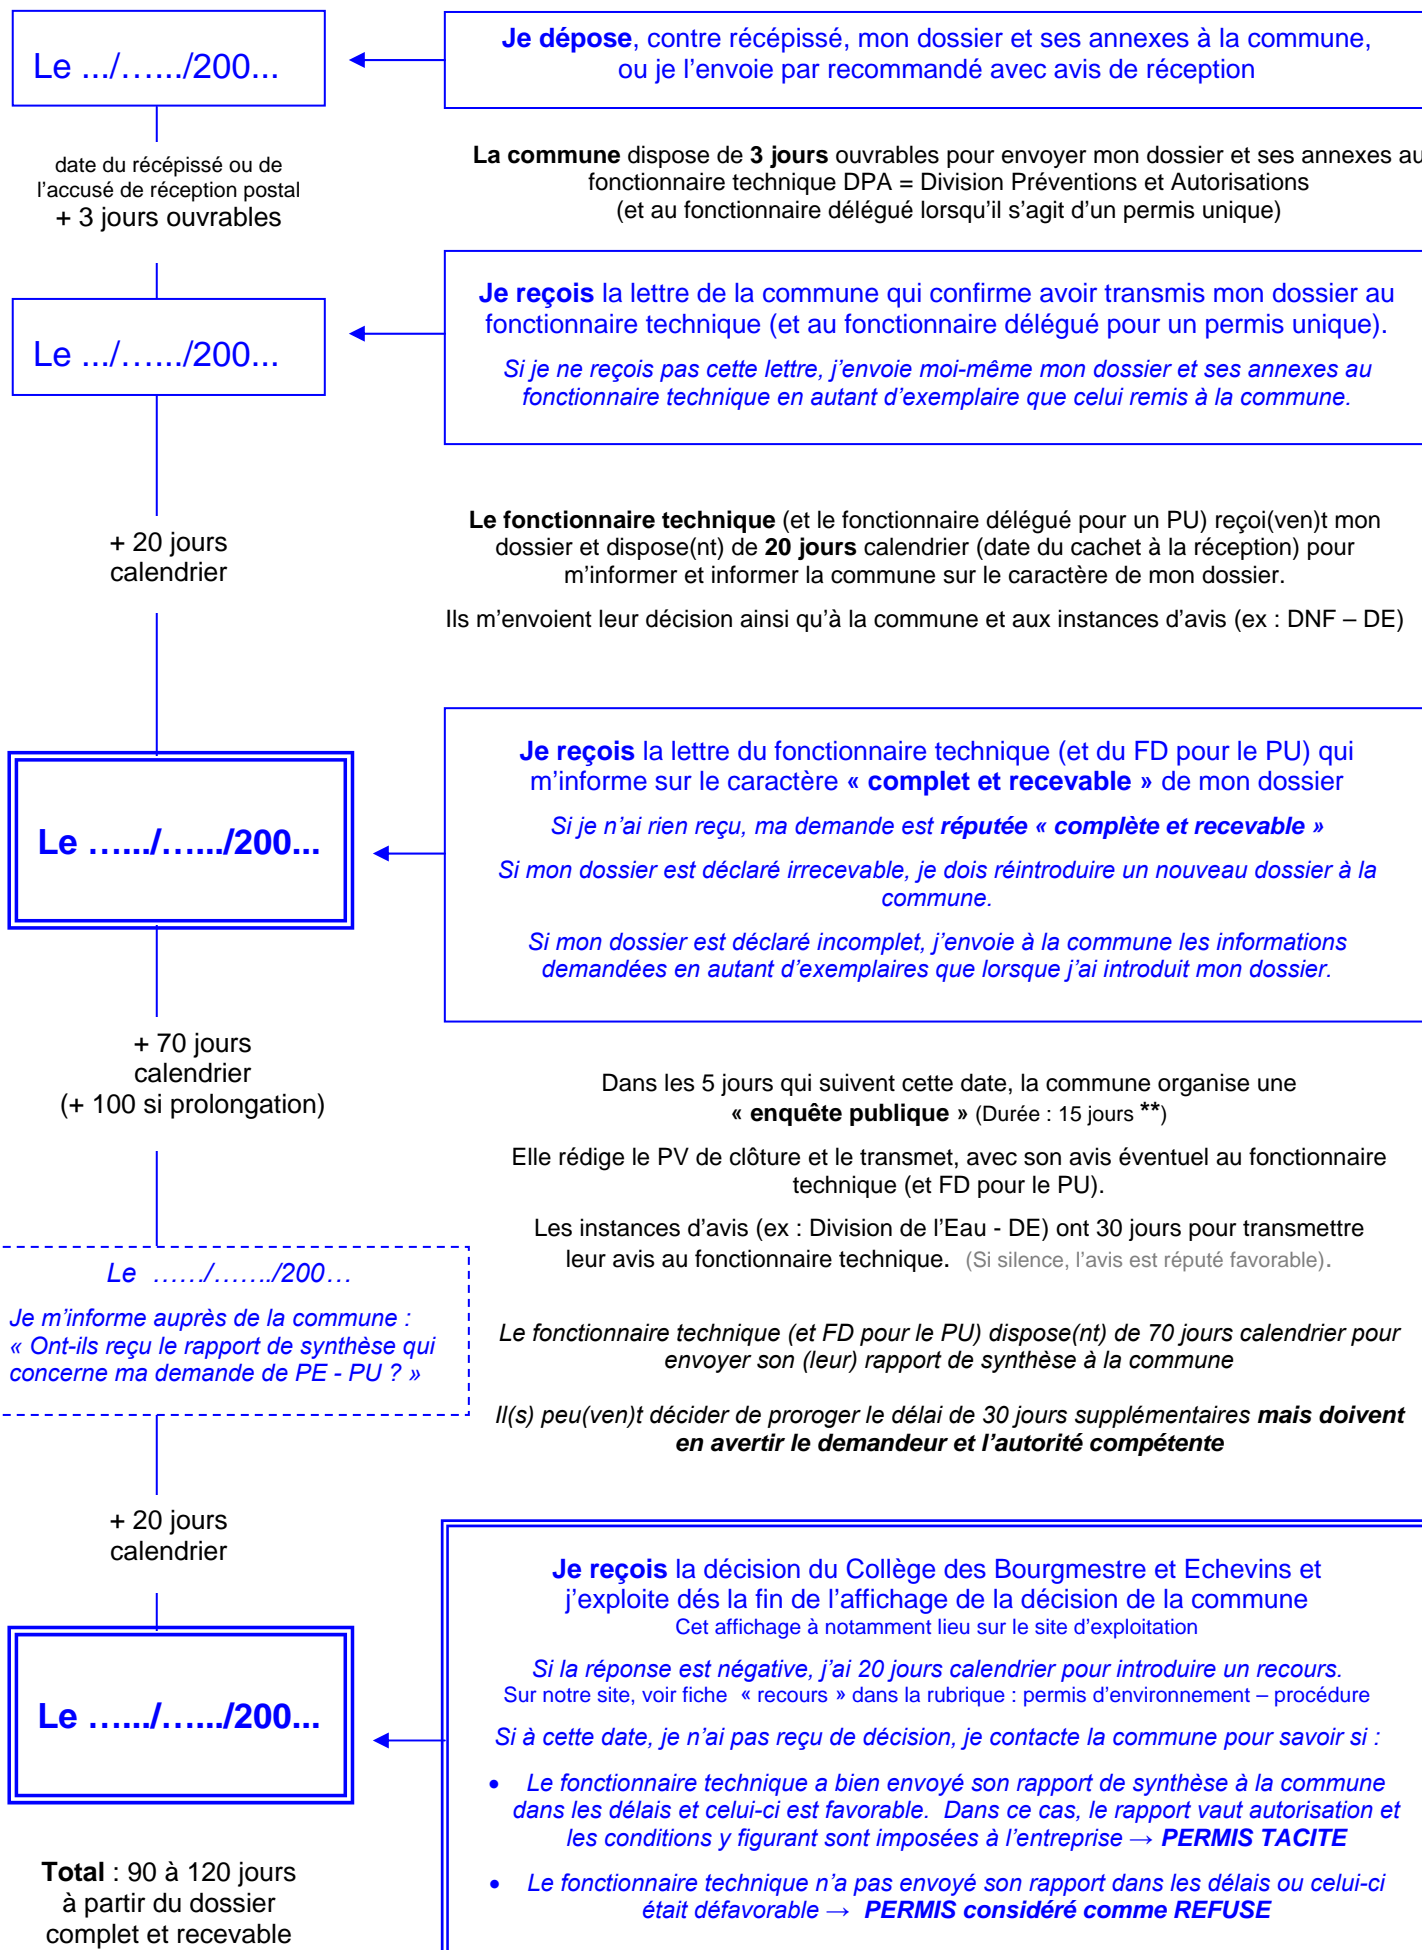 Le .../….../200...
Je dépose, contre récépissé, mon dossier et ses annexes à la commune,
ou je l'envoie par recommandé avec avis de réception
date du récépissé ou de
l'accusé de réception postal
+ 3 jours ouvrables
La commune dispose de 3 jours ouvrables pour envoyer mon dossier et ses annexes au
fonctionnaire technique DPA = Division Préventions et Autorisations
(et au fonctionnaire délégué lorsqu'il s'agit d'un permis unique)
Le .../….../200...
Je reçois la lettre de la commune qui confirme avoir transmis mon dossier au
fonctionnaire technique (et au fonctionnaire délégué pour un permis unique).
Si je ne reçois pas cette lettre, j'envoie moi-même mon dossier et ses annexes au
fonctionnaire technique en autant d'exemplaire que celui remis à la commune.
+ 20 jours
calendrier
Le fonctionnaire technique (et le fonctionnaire délégué pour un PU) reçoi(ven)t mon
dossier et dispose(nt) de 20 jours calendrier (date du cachet à la réception) pour
m'informer et informer la commune sur le caractère de mon dossier.
Ils m'envoient leur décision ainsi qu'à la commune et aux instances d'avis (ex : DNF – DE)
Le ….../….../200...
Je reçois la lettre du fonctionnaire technique (et du FD pour le PU) qui
m'informe sur le caractère « complet et recevable » de mon dossier
Si je n'ai rien reçu, ma demande est réputée « complète et recevable »
Si mon dossier est déclaré irrecevable, je dois réintroduire un nouveau dossier à la
commune.
Si mon dossier est déclaré incomplet, j'envoie à la commune les informations
demandées en autant d'exemplaires que lorsque j'ai introduit mon dossier.
+ 70 jours
calendrier
(+ 100 si prolongation)
Dans les 5 jours qui suivent cette date, la commune organise une
« enquête publique » (Durée : 15 jours **)
Elle rédige le PV de clôture et le transmet, avec son avis éventuel au fonctionnaire
technique (et FD pour le PU).
Les instances d'avis (ex : Division de l'Eau - DE) ont 30 jours pour transmettre
leur avis au fonctionnaire technique. (Si silence, l'avis est réputé favorable).
Le ……/……./200…
Je m'informe auprès de la commune :
« Ont-ils reçu le rapport de synthèse qui
concerne ma demande de PE - PU ? »
Le fonctionnaire technique (et FD pour le PU) dispose(nt) de 70 jours calendrier pour
envoyer son (leur) rapport de synthèse à la commune
Il(s) peu(ven)t décider de proroger le délai de 30 jours supplémentaires mais doivent
en avertir le demandeur et l'autorité compétente
+ 20 jours
calendrier
Je reçois la décision du Collège des Bourgmestre et Echevins et
j'exploite dés la fin de l'affichage de la décision de la commune
Cet affichage à notamment lieu sur le site d'exploitation
Si la réponse est négative, j'ai 20 jours calendrier pour introduire un recours.
Sur notre site, voir fiche « recours » dans la rubrique : permis d'environnement – procédure
Le ….../….../200...
Si à cette date, je n'ai pas reçu de décision, je contacte la commune pour savoir si :
• Le fonctionnaire technique a bien envoyé son rapport de synthèse à la commune
dans les délais et celui-ci est favorable. Dans ce cas, le rapport vaut autorisation et
les conditions y figurant sont imposées à l'entreprise → PERMIS TACITE
• Le fonctionnaire technique n'a pas envoyé son rapport dans les délais ou celui-ci
était défavorable → PERMIS considéré comme REFUSE
Total : 90 à 120 jours
à partir du dossier
complet et recevable